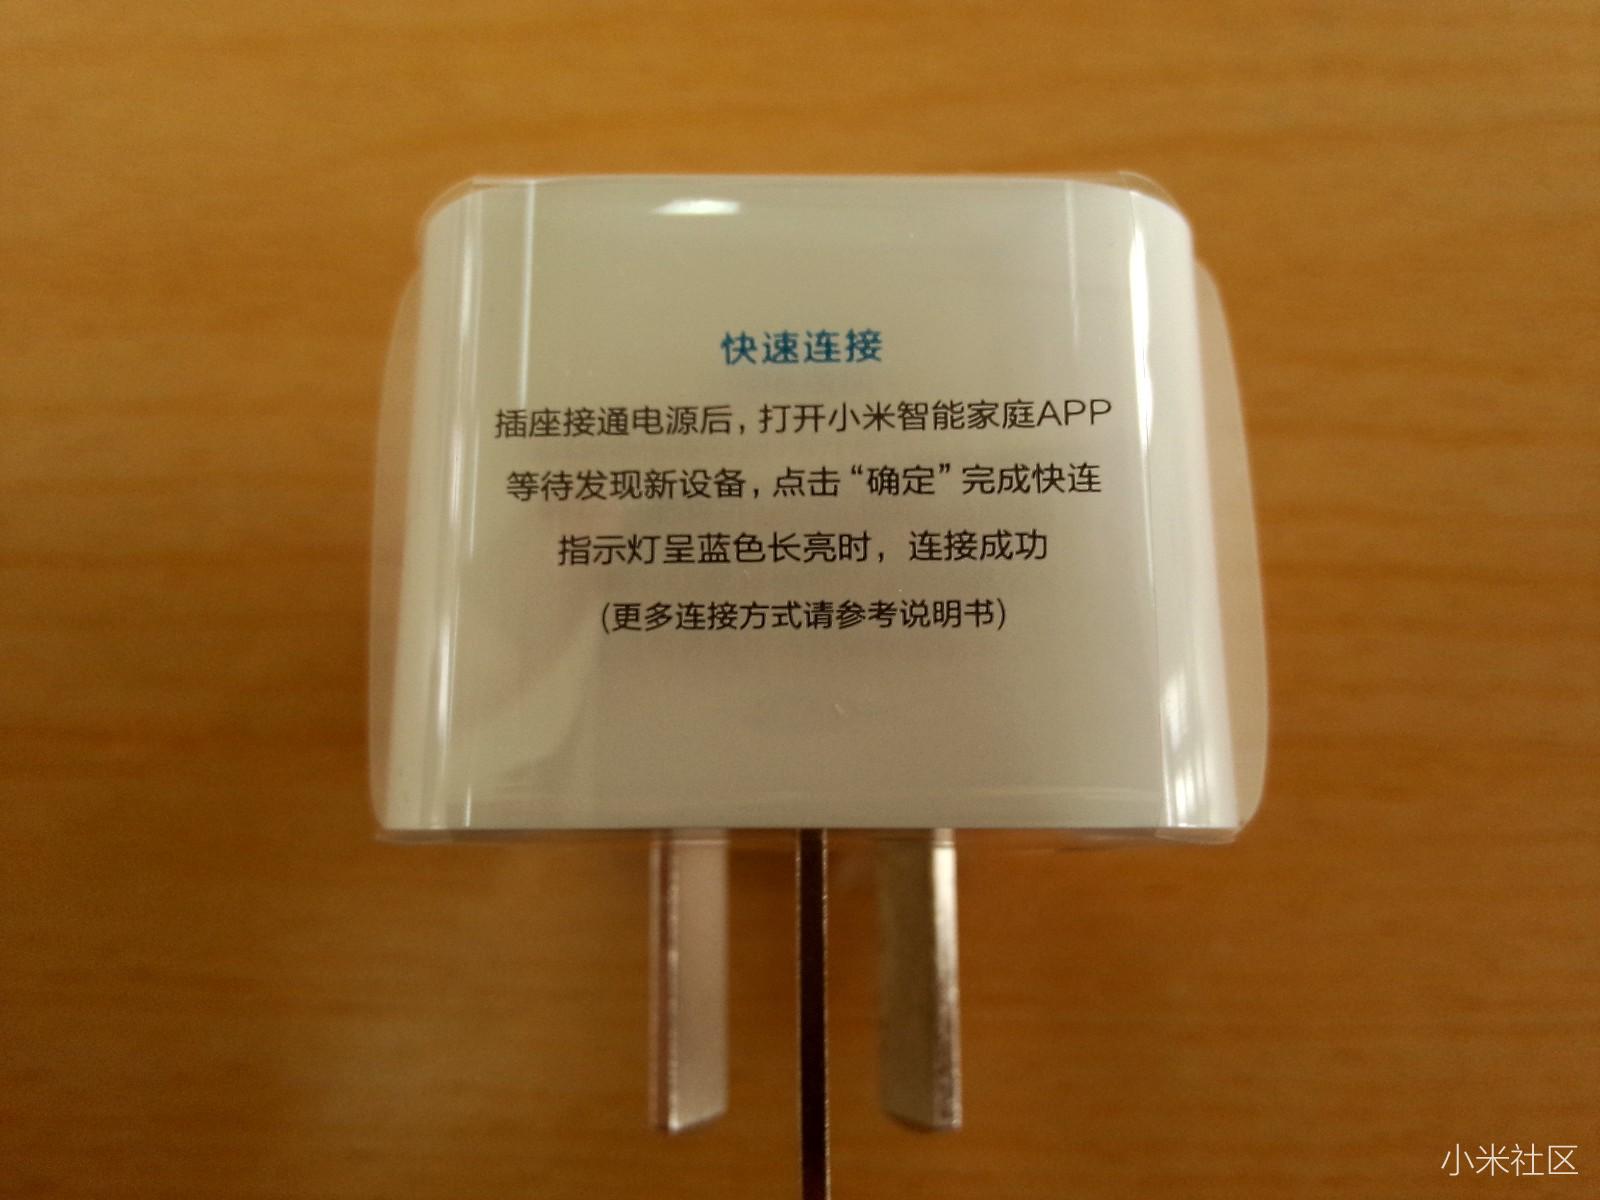 快速连接
插座接通电源后，打开小米智能家庭APP
等待发现新设备，点击“确定”完成快连
指示灯呈蓝色长亮时，连接成功
(更多连接方式请参考说明书)
小米社区